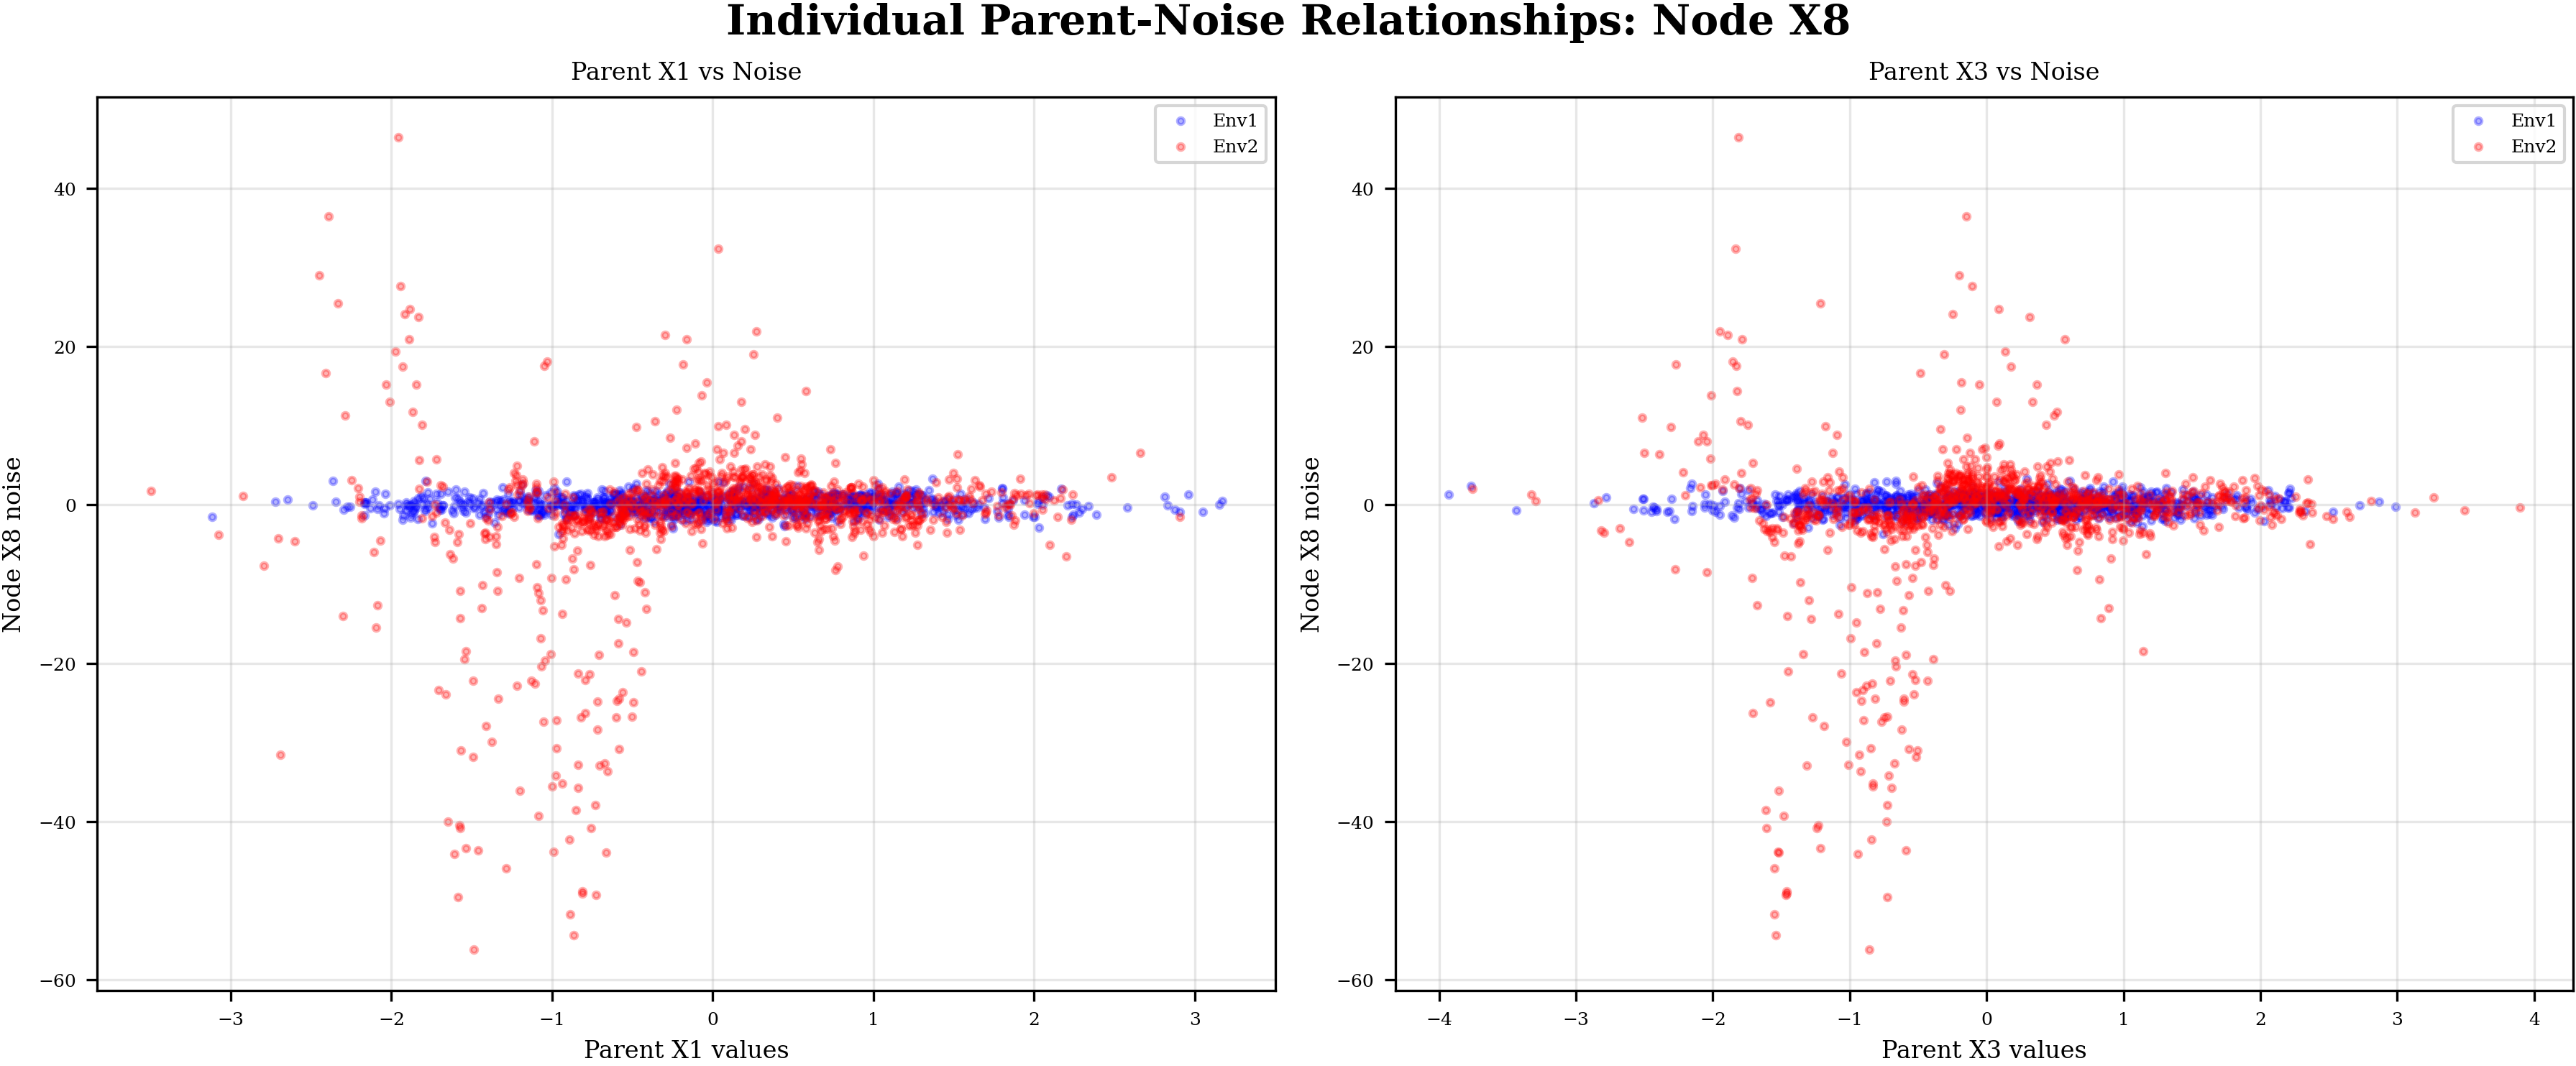 Individual Parent-Noise Relationships: Node X8
Parent X1 vs Noise
Env1
Env2
40
20
0
−20
−40
−60
Node X8 noise
−3
−2
−1
0
1
2
3
Parent X1 values
Parent X3 vs Noise
Env1
Env2
40
20
0
−20
−40
−60
Node X8 noise
−4
−3
−2
−1
0
1
2
3
4
Parent X3 values